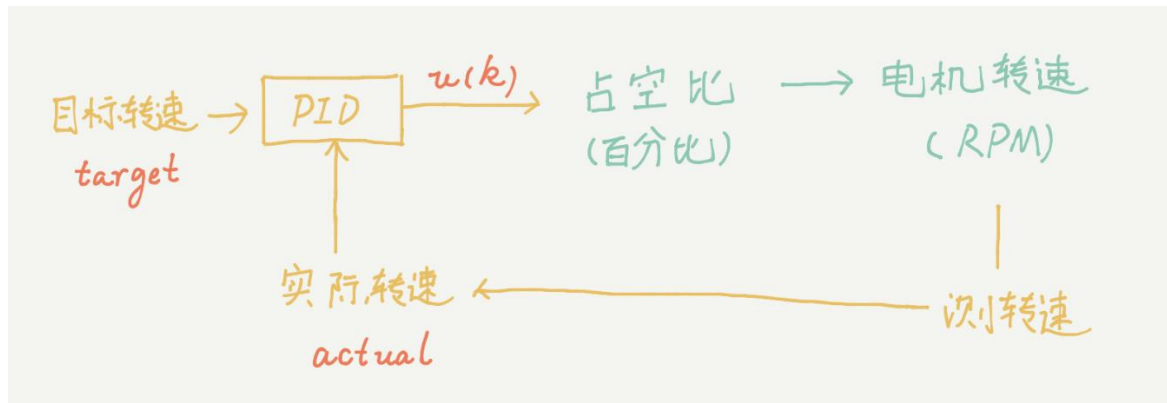 目标转速
target
PID
u(k)
占空比
(百分比)
电机转速
(RPM)
实际转速
actual
测转速